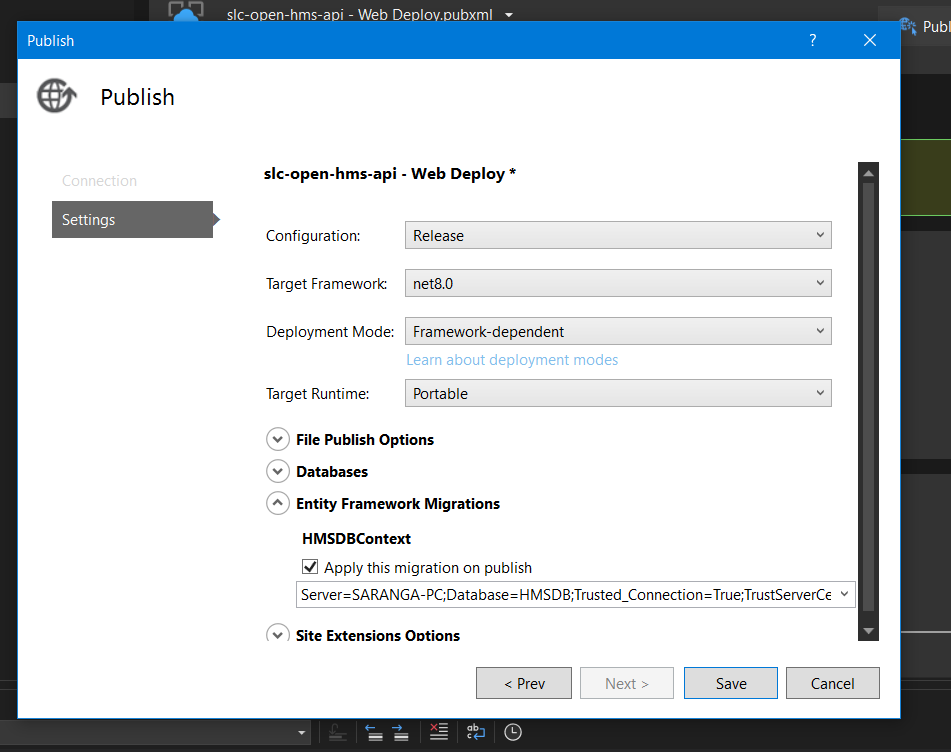 slc-open-hms-api - Web Deploy.pubxml
Publ
Publish
?
Publish
Connection
Settings
slc-open-hms-api - Web Deploy *
Configuration:
Release
Target Framework:
net8.0
Deployment Mode:
Framework-dependent
Learn about deployment modes
Target Runtime:
Portable
File Publish Options
Databases
Entity Framework Migrations
HMSDBContext
Apply this migration on publish
Server=SARANGA-PC;Database=HMSDB;Trusted_Connection=True;TrustServerCe
Site Extensions Options
< Prev
Next >
Save
Cancel